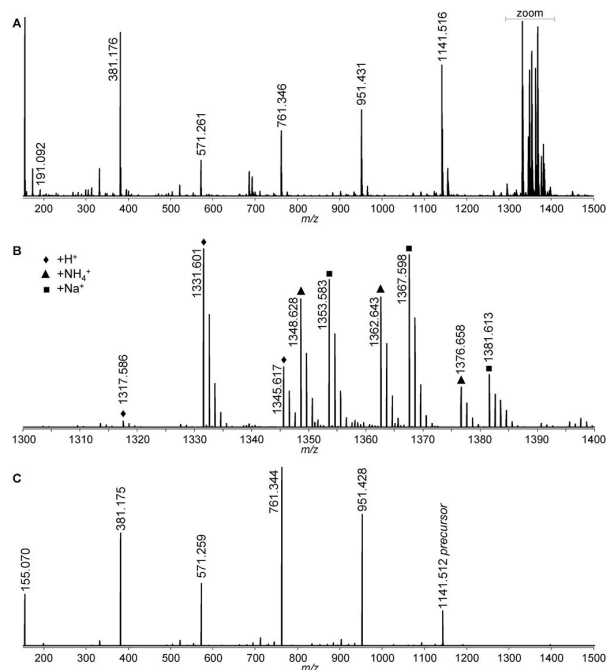 A
zoom
191.092
381.176
571.261
761.346
951.431
1141.516
200 300 400 500 600 700 800 900 1000 1100 1200 1300 1400 1500
m/z
B
♦ +H⁺
▲ +NH₄⁺
■ +Na⁺
1317.586
1331.601
1345.617
1348.628
1353.583
1362.643
1367.598
1376.658
1381.613
1300 1310 1320 1330 1340 1350 1360 1370 1380 1390 1400
m/z
C
155.070
381.175
571.259
761.344
951.428
1141.512 precursor
200 300 400 500 600 700 800 900 1000 1100 1200 1300 1400 1500
m/z